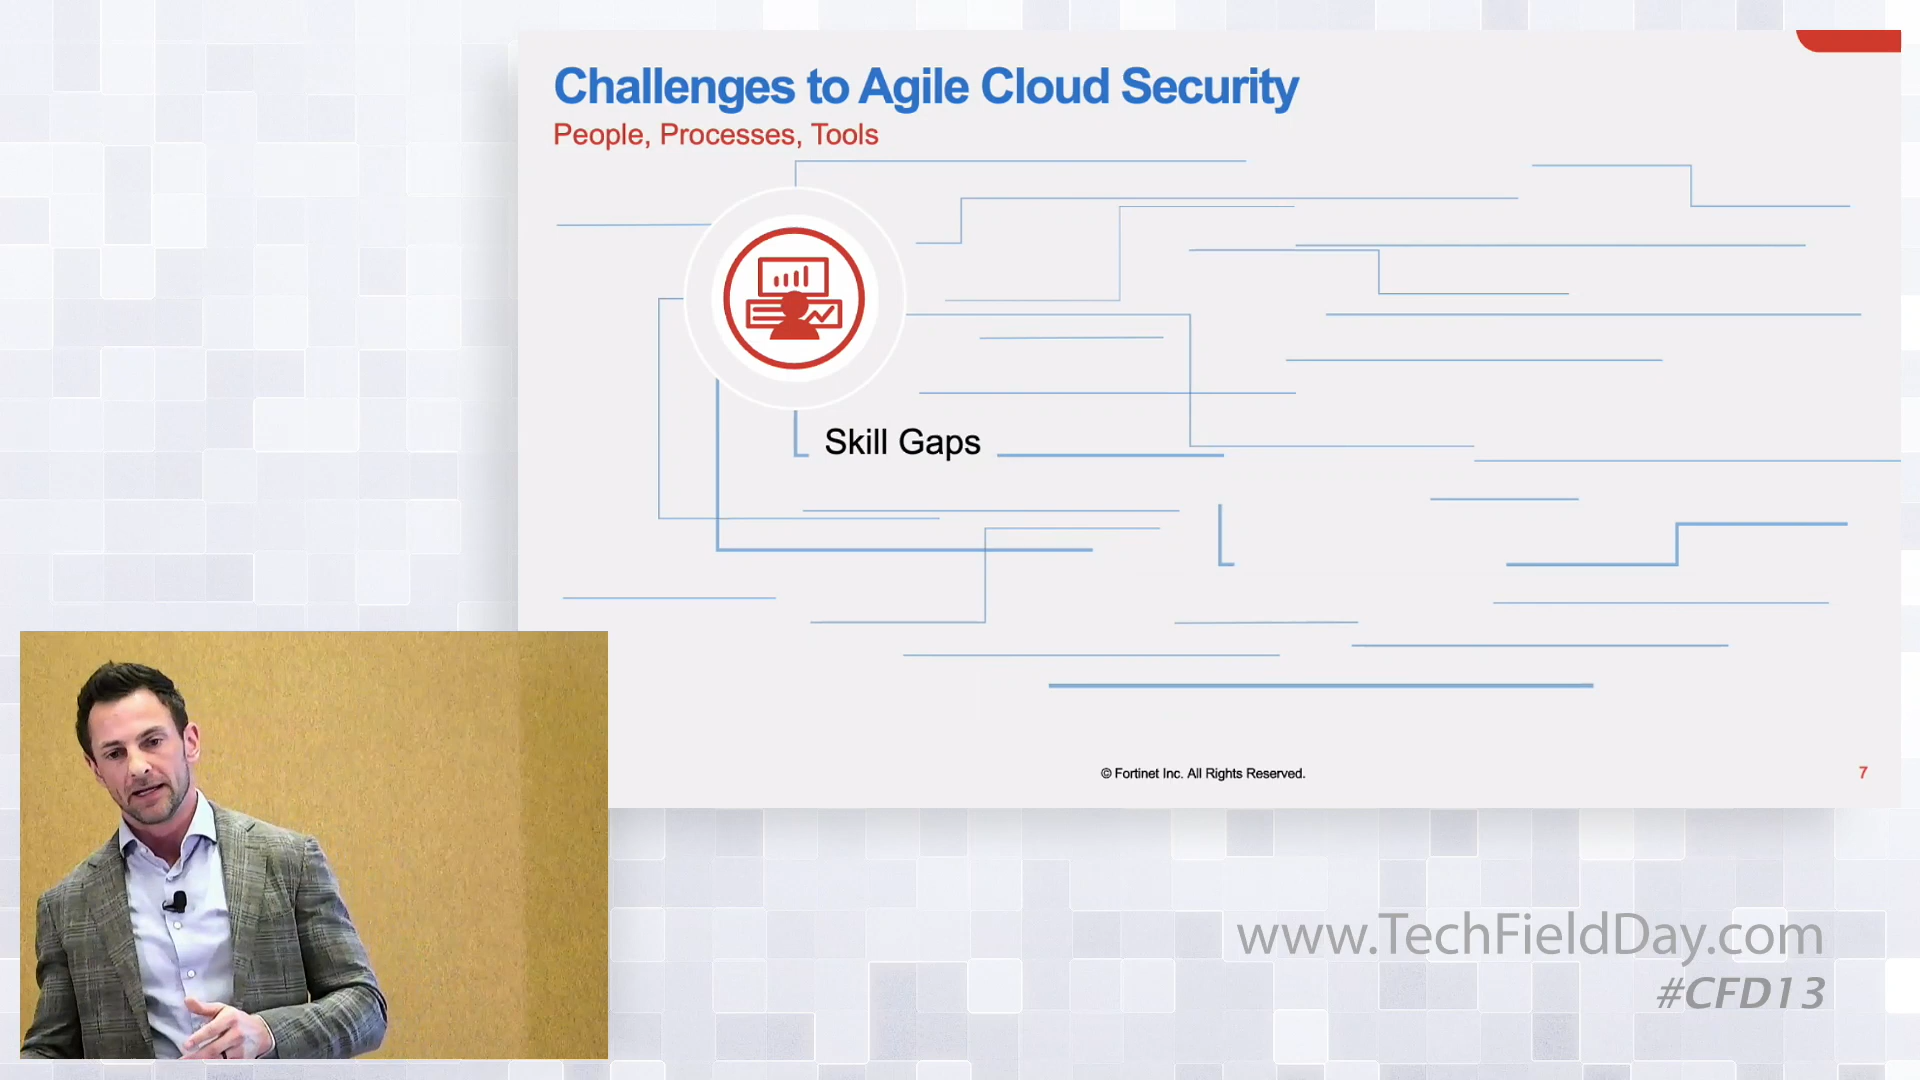 Challenges to Agile Cloud Security
People, Processes, Tools
Skill Gaps
© Fortinet Inc. All Rights Reserved.
7
www.TechFieldDay.com
#CFD13